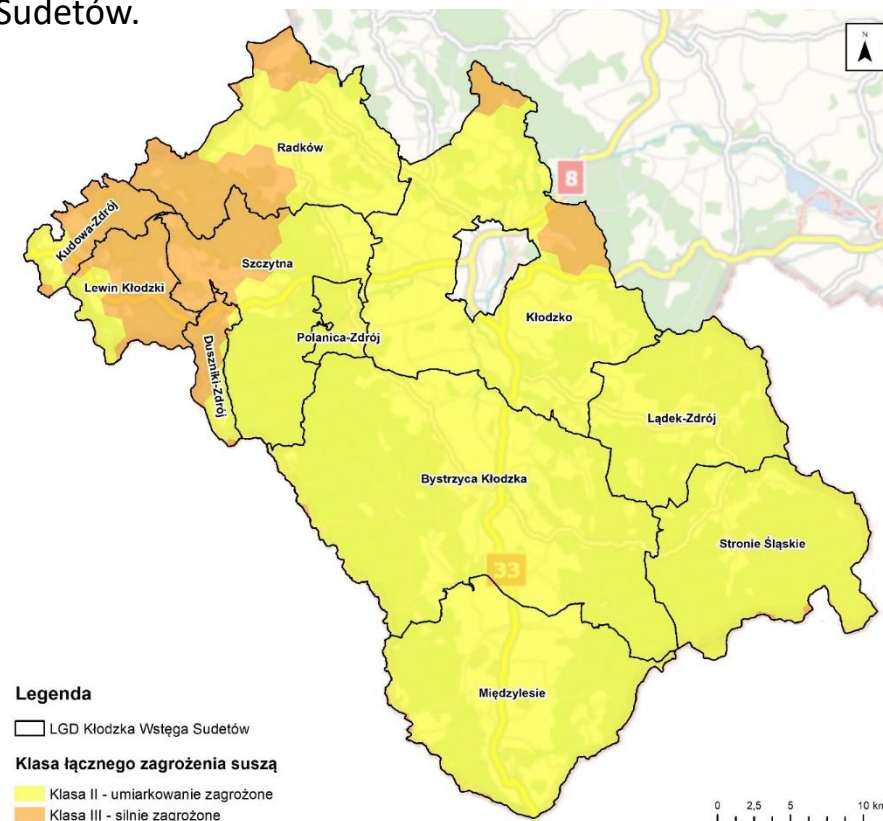 Sudetów.
N
8
Radków
Kudowa-Zdrój
Szczytna
Lewin Kłodzki
Kłodzko
Polanica-Zdrój
Duszniki-Zdrój
Lądek-Zdrój
Bystrzyca Kłodzka
Stronie Śląskie
33
Międzylesie
Legenda
LGD Kłodzka Wstęga Sudetów
Klasa łącznego zagrożenia suszą
Klasa II - umiarkowanie zagrożone
Klasa III - silnie zagrożone
0 2,5 5 10 km